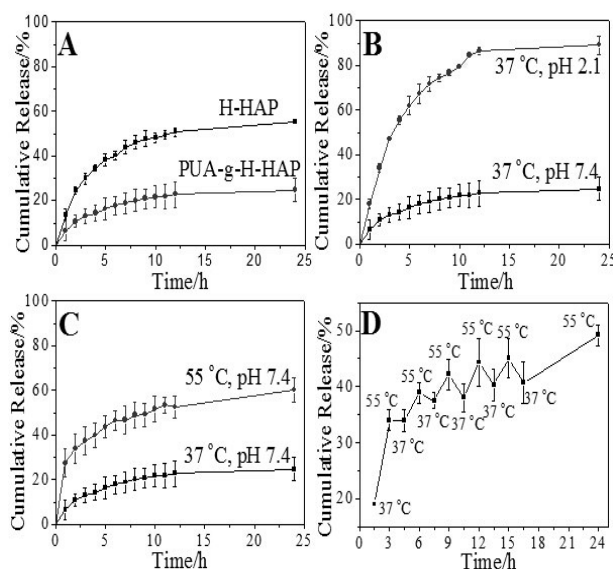 A
Cumulative Release/%
100
80
60
40
20
0
H-HAP
PUA-g-H-HAP
0 5 10 15 20 25
Time/h
B
Cumulative Release/%
100
80
60
40
20
0
37 °C, pH 2.1
37 °C, pH 7.4
0 5 10 15 20 25
Time/h
C
Cumulative Release/%
100
80
60
40
20
0
55 °C, pH 7.4
37 °C, pH 7.4
0 5 10 15 20 25
Time/h
D
Cumulative Release/%
50
40
30
20
55 °C 55 °C 55 °C 55 °C 55 °C 55 °C
37 °C 37 °C 37 °C 37 °C 37 °C 37 °C
0 3 6 9 12 15 18 21 24
Time/h